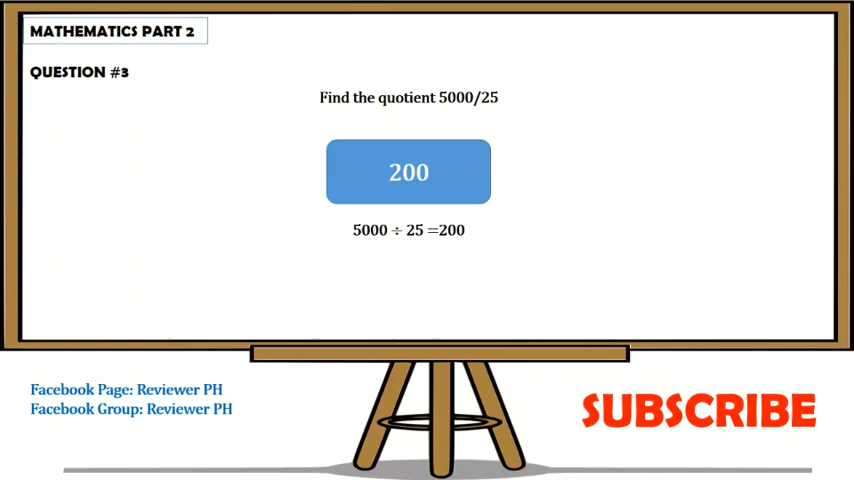 MATHEMATICS PART 2
QUESTION #3
Find the quotient 5000/25
200
5000 ÷ 25 =200
Facebook Page: Reviewer PH
Facebook Group: Reviewer PH
SUBSCRIBE